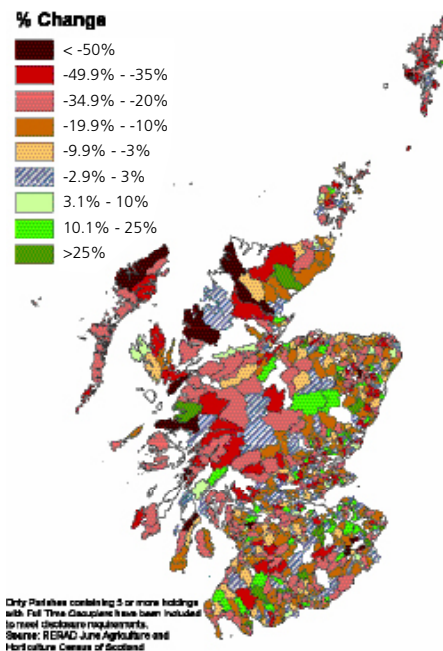 % Change
< -50%
-49.9% - -35%
-34.9% - -20%
-19.9% - -10%
-9.9% - -3%
-2.9% - 3%
3.1% - 10%
10.1% - 25%
>25%
Only Parishes containing 5 or more holdings
with Full Time Occupiers have been included
to meet disclosure requirements.
Source: RERAD June Agriculture and
Horticulture Census of Scotland